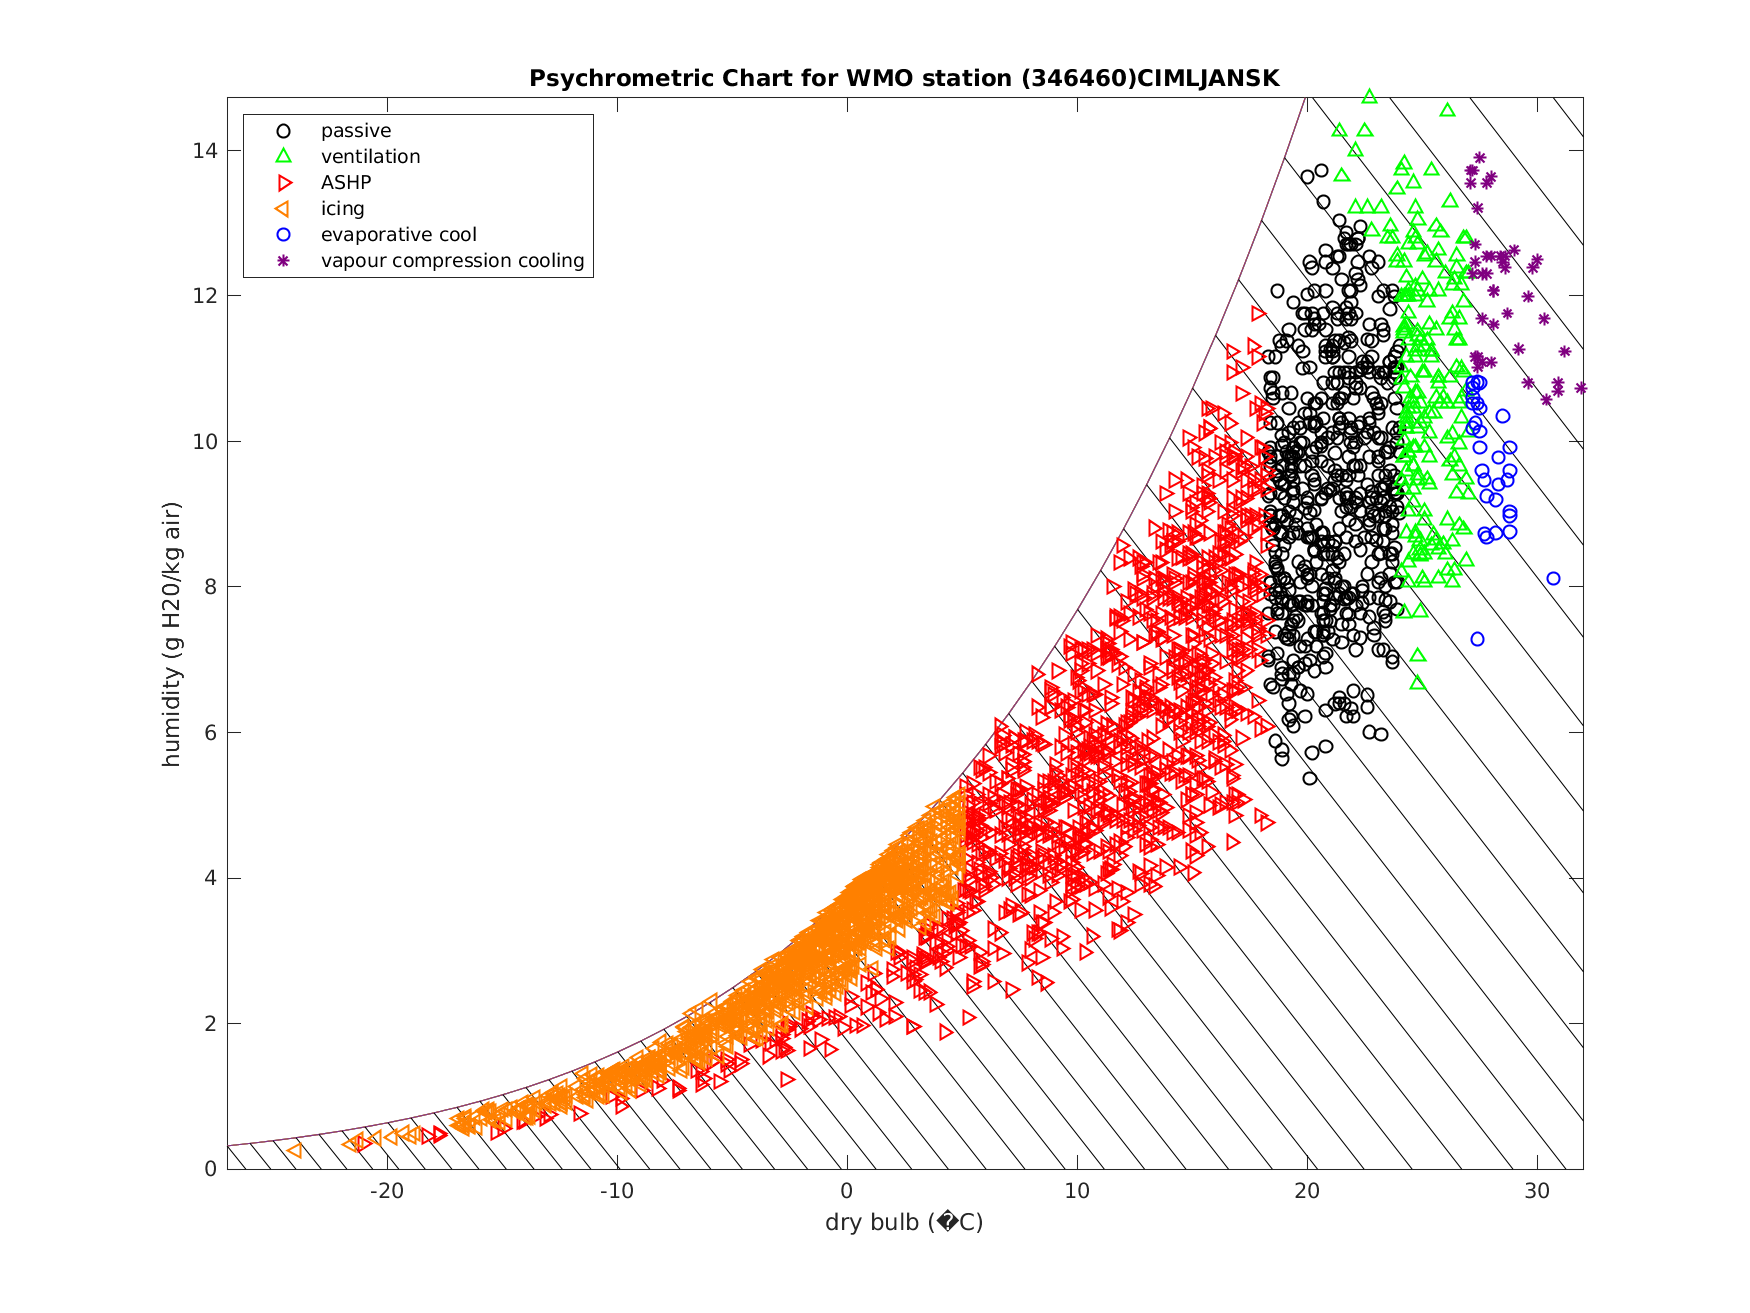 Psychrometric Chart for WMO station (346460)CIMLJANSK
passive
ventilation
ASHP
icing
evaporative cool
vapour compression cooling
humidity (g H20/kg air)
14
12
10
8
6
4
2
0
-20
-10
0
10
20
30
dry bulb (�C)